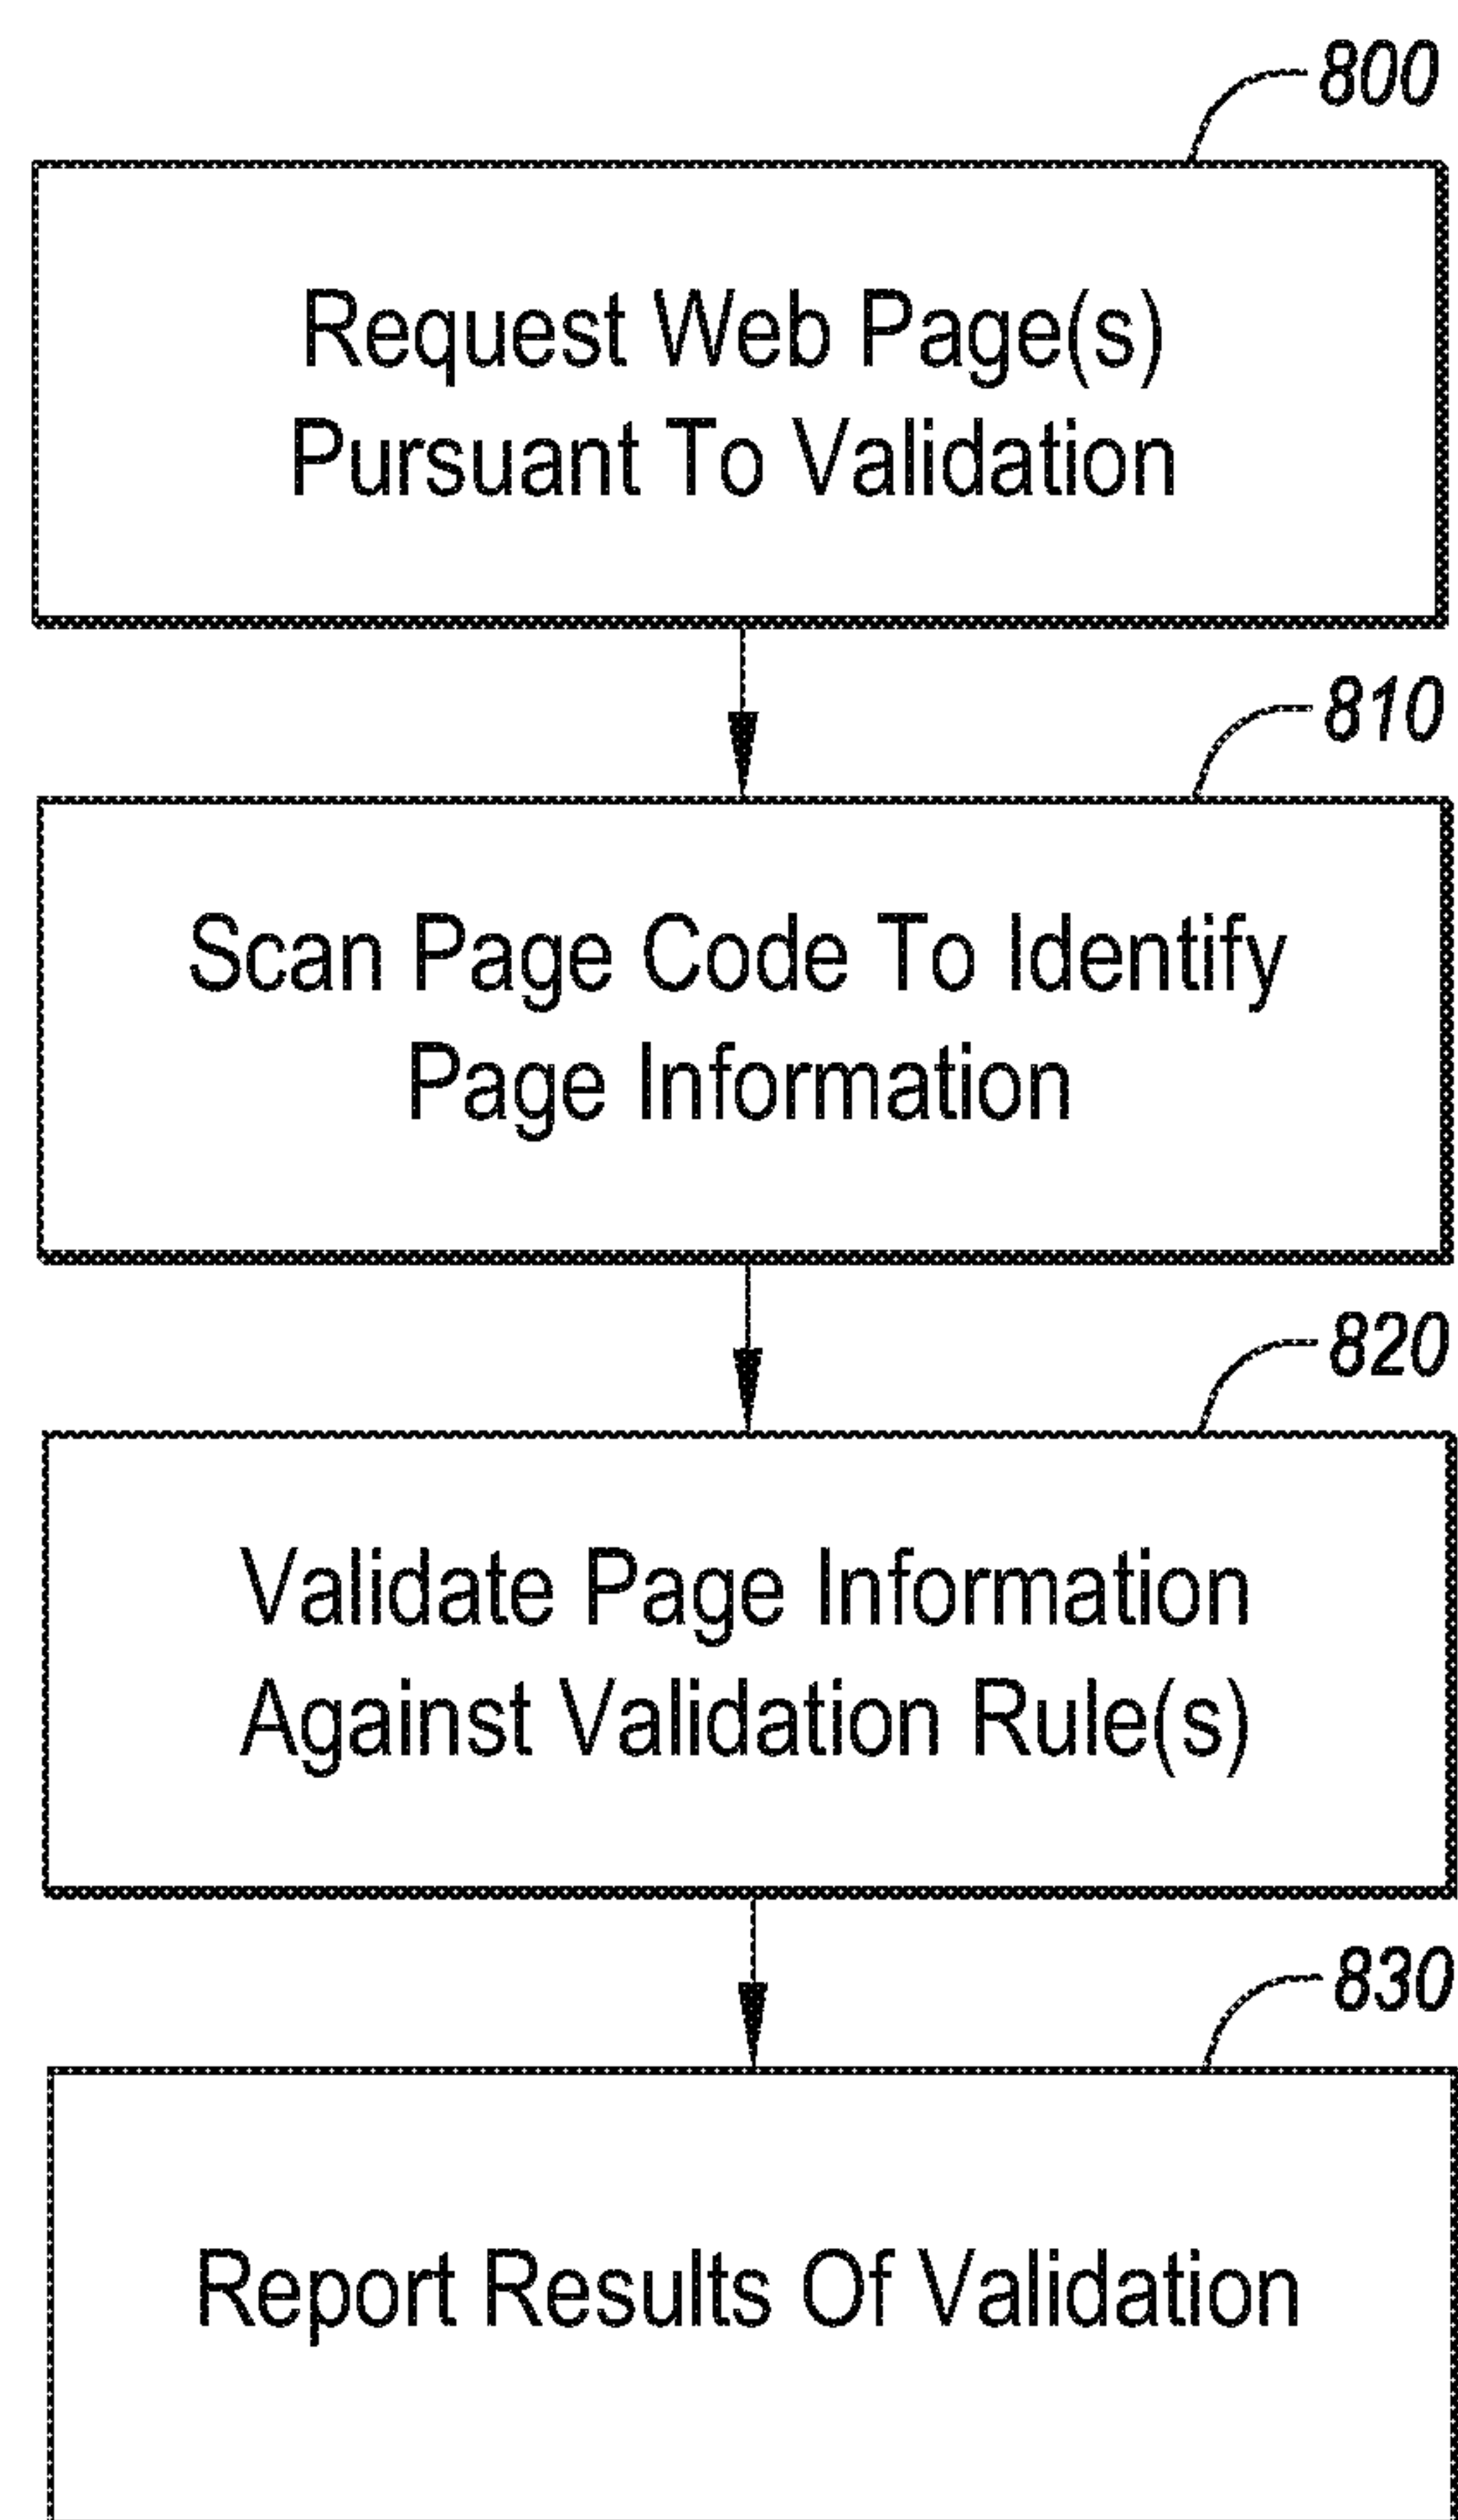 800
Request Web Page(s)
Pursuant To Validation
810
Scan Page Code To Identify
Page Information
820
Validate Page Information
Against Validation Rule(s)
830
Report Results Of Validation